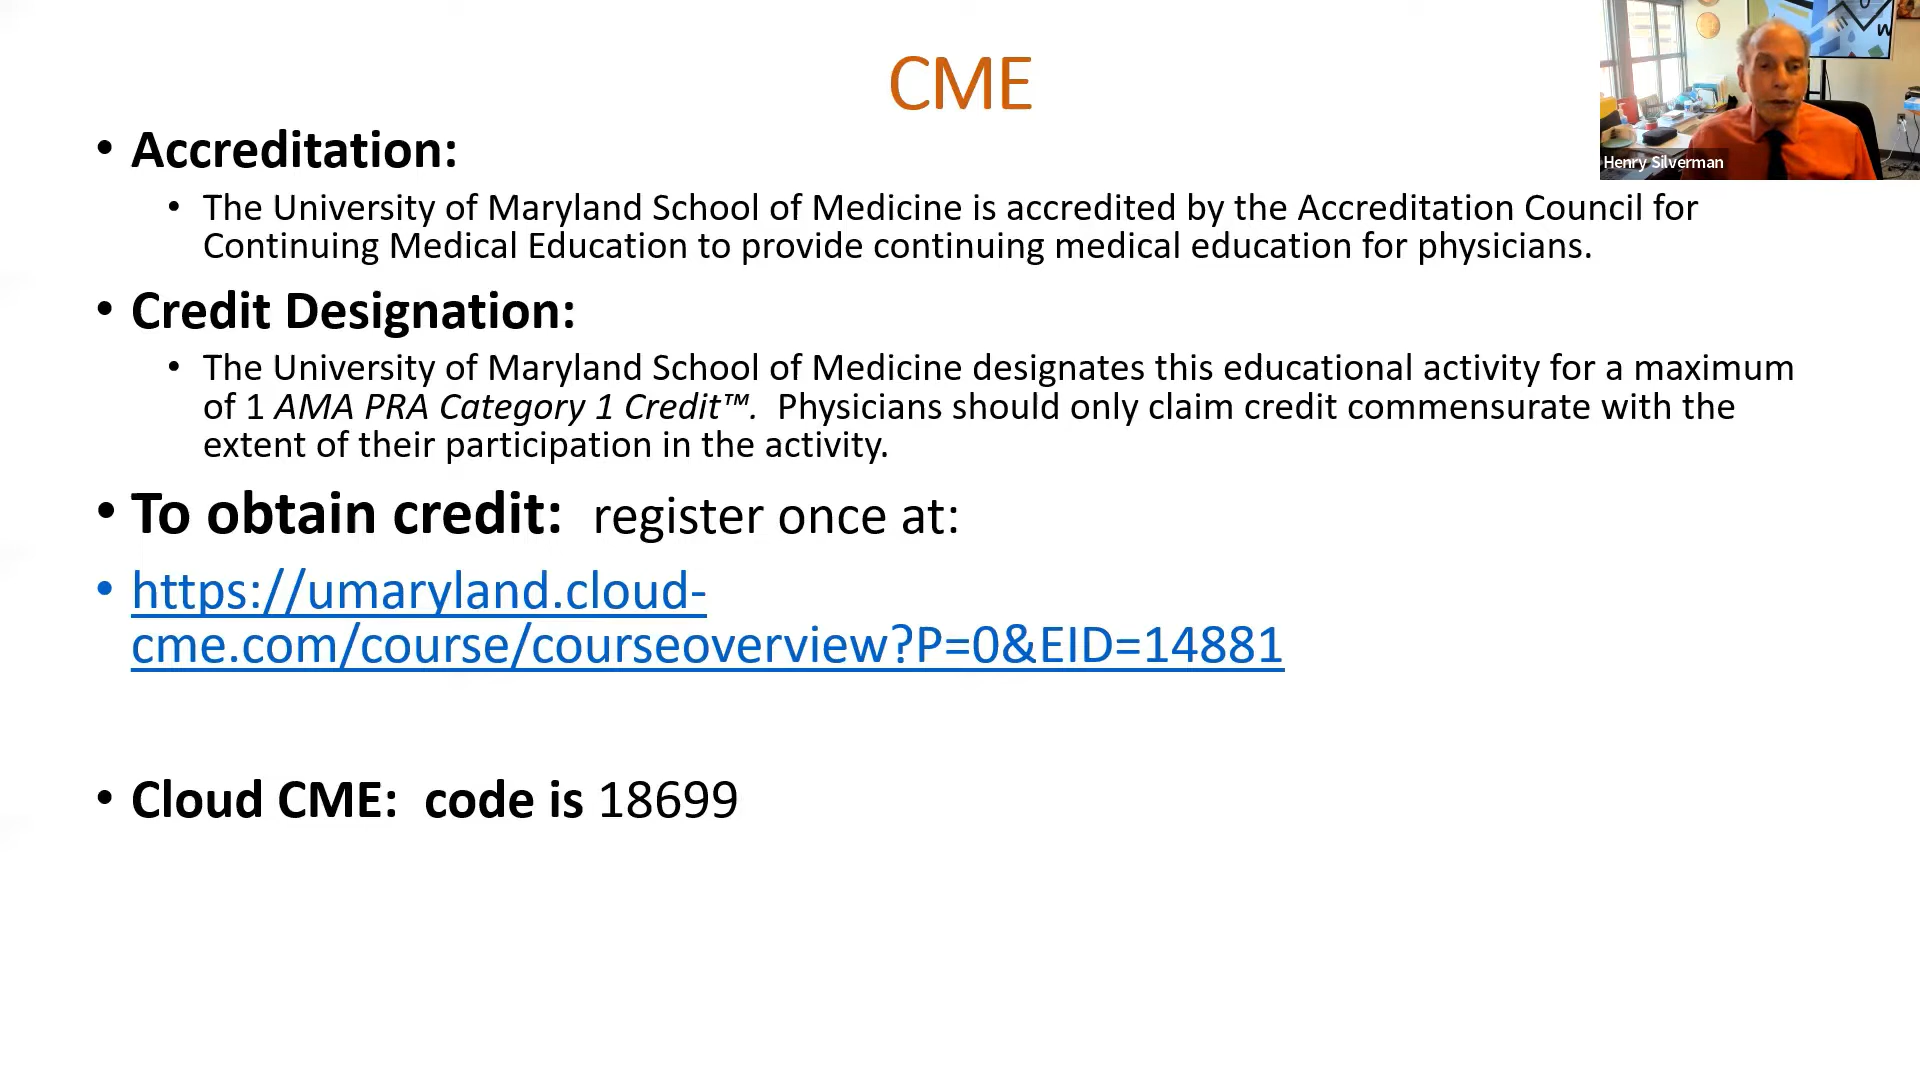 CME
Henry Silverman
• Accreditation:
• The University of Maryland School of Medicine is accredited by the Accreditation Council for
Continuing Medical Education to provide continuing medical education for physicians.
• Credit Designation:
• The University of Maryland School of Medicine designates this educational activity for a maximum
of 1 AMA PRA Category 1 Credit™.  Physicians should only claim credit commensurate with the
extent of their participation in the activity.
• To obtain credit:  register once at:
• https://umaryland.cloud-
cme.com/course/courseoverview?P=0&EID=14881
• Cloud CME:  code is 18699